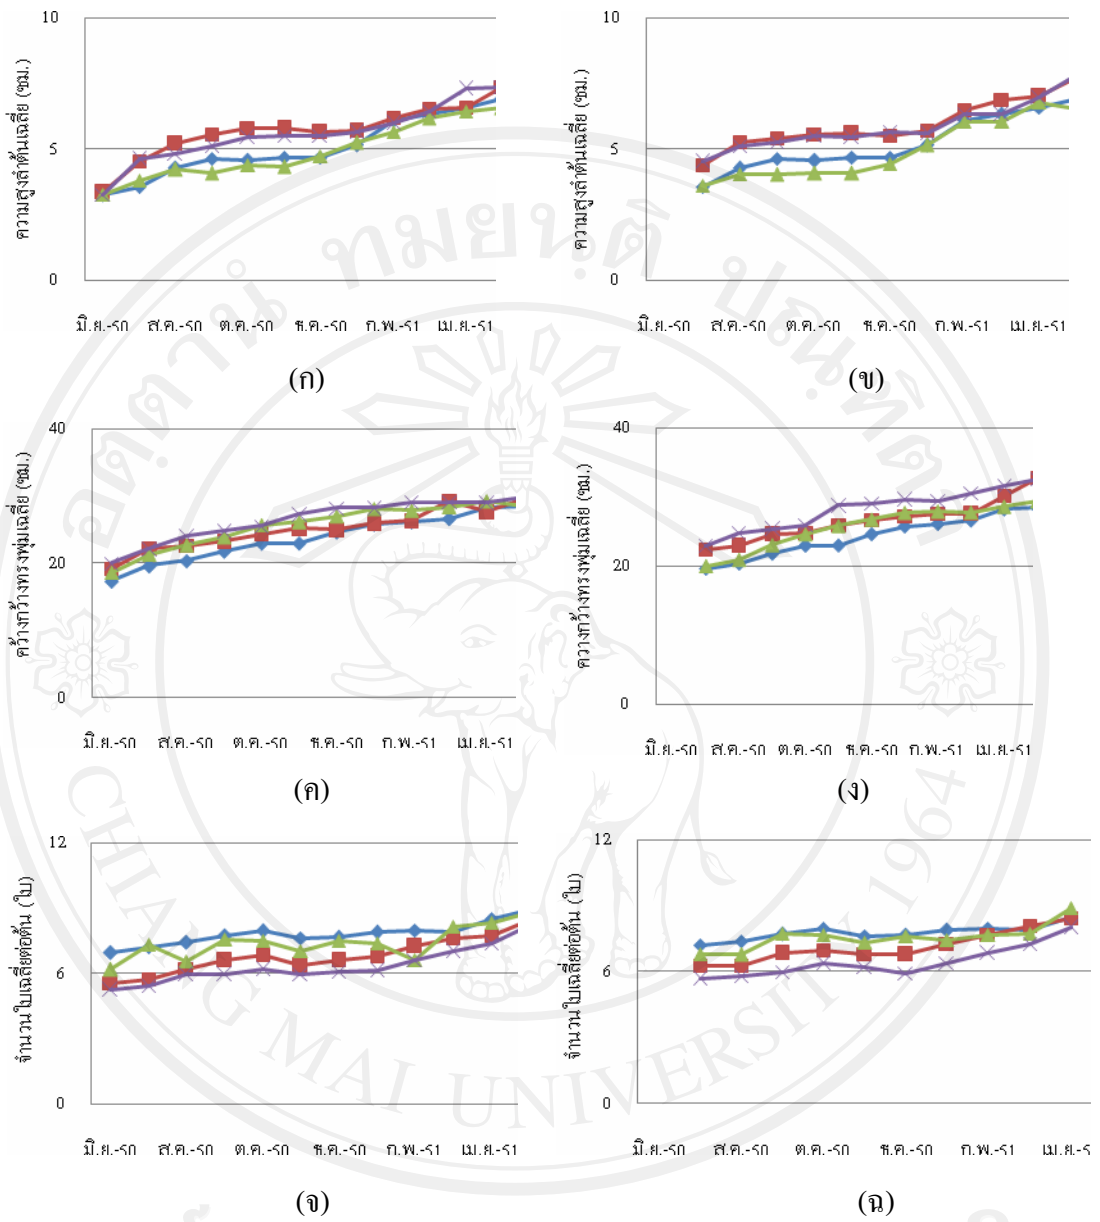 10
10
ความสูงลำต้นเฉลี่ย (ซม.)
ความสูงลำต้นเฉลี่ย (ซม.)
5
5
0
0
มิ.ย.-50 ส.ค.-50 ต.ค.-50 ธ.ค.-50 ก.พ.-51 เม.ย.-51
มิ.ย.-50 ส.ค.-50 ต.ค.-50 ธ.ค.-50 ก.พ.-51 เม.ย.-51
(ก)
(ข)
40
40
คว้างกว้างทรงพุ่มเฉลี่ย (ซม.)
ความกว้างทรงพุ่มเฉลี่ย (ซม.)
20
20
0
0
มิ.ย.-50 ส.ค.-50 ต.ค.-50 ธ.ค.-50 ก.พ.-51 เม.ย.-51
มิ.ย.-50 ส.ค.-50 ต.ค.-50 ธ.ค.-50 ก.พ.-51 เม.ย.-51
(ค)
(ง)
12
12
จำนวนใบเฉลี่ยต่อต้น (ใบ)
จำนวนใบเฉลี่ยต่อต้น (ใบ)
6
6
0
0
มิ.ย.-50 ส.ค.-50 ต.ค.-50 ธ.ค.-50 ก.พ.-51 เม.ย.-51
มิ.ย.-50 ส.ค.-50 ต.ค.-50 ธ.ค.-50 ก.พ.-51 เม.ย.-5
(จ)
(ฉ)
CHIANG MAI UNIVERSITY 1964